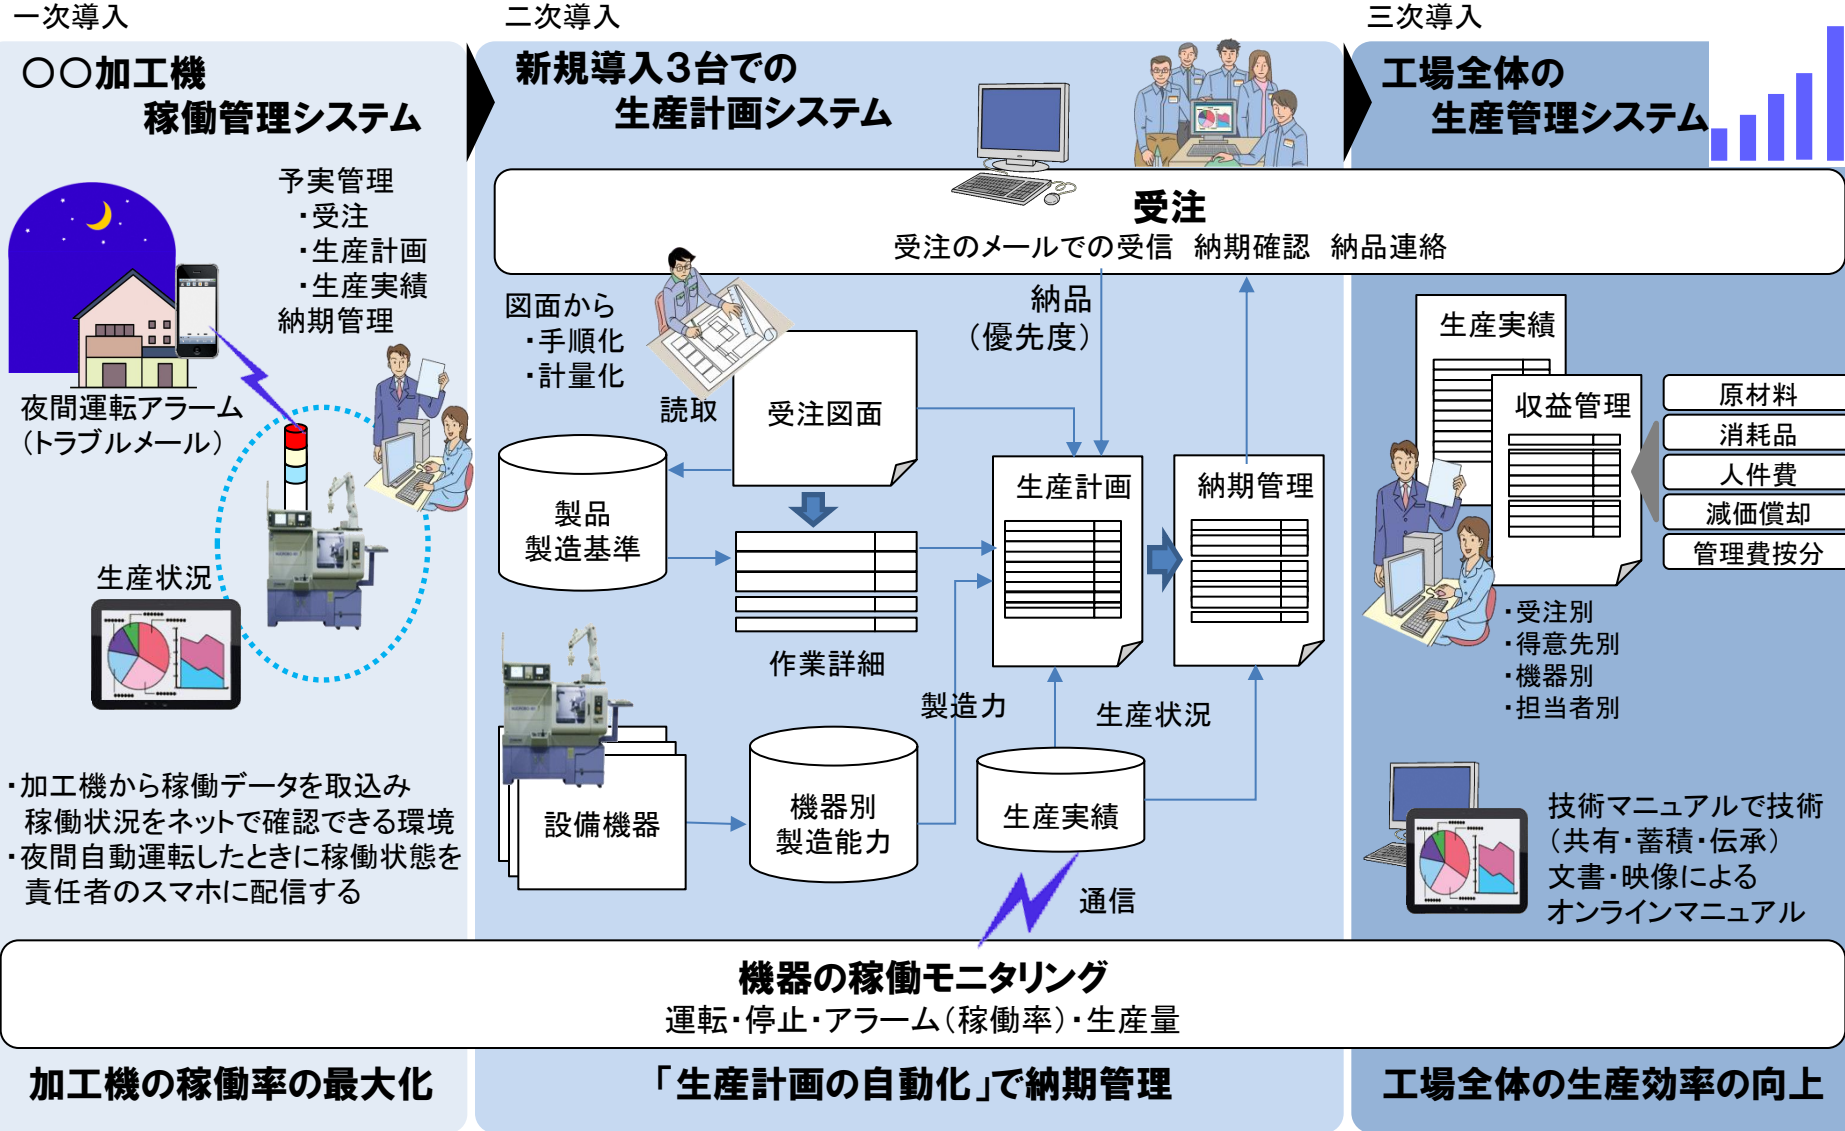 一次導入
〇〇加工機
稼働管理システム
予実管理
・受注
・生産計画
・生産実績
納期管理
夜間運転アラーム
（トラブルメール）
生産状況
・加工機から稼働データを取込み
稼働状況をネットで確認できる環境
・夜間自動運転したときに稼働状態を
責任者のスマホに配信する
二次導入
新規導入３台での
生産計画システム
受注
受注のメールでの受信　納期確認　納品連絡
図面から
・手順化
・計量化
読取
受注図面
納品
（優先度）
製品
製造基準
作業詳細
生産計画
納期管理
製造力
生産状況
設備機器
機器別
製造能力
生産実績
通信
三次導入
工場全体の
生産管理システム
生産実績
収益管理
原材料
消耗品
人件費
減価償却
管理費按分
・受注別
・得意先別
・機器別
・担当者別
技術マニュアルで技術
（共有・蓄積・伝承）
文書・映像による
オンラインマニュアル
機器の稼働モニタリング
運転・停止・アラーム（稼働率）・生産量
加工機の稼働率の最大化
「生産計画の自動化」で納期管理
工場全体の生産効率の向上